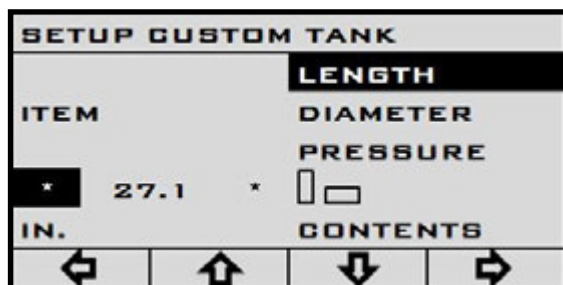 SETUP CUSTOM TANK
LENGTH
ITEM DIAMETER
PRESSURE
* 27.1 *
IN. CONTENTS